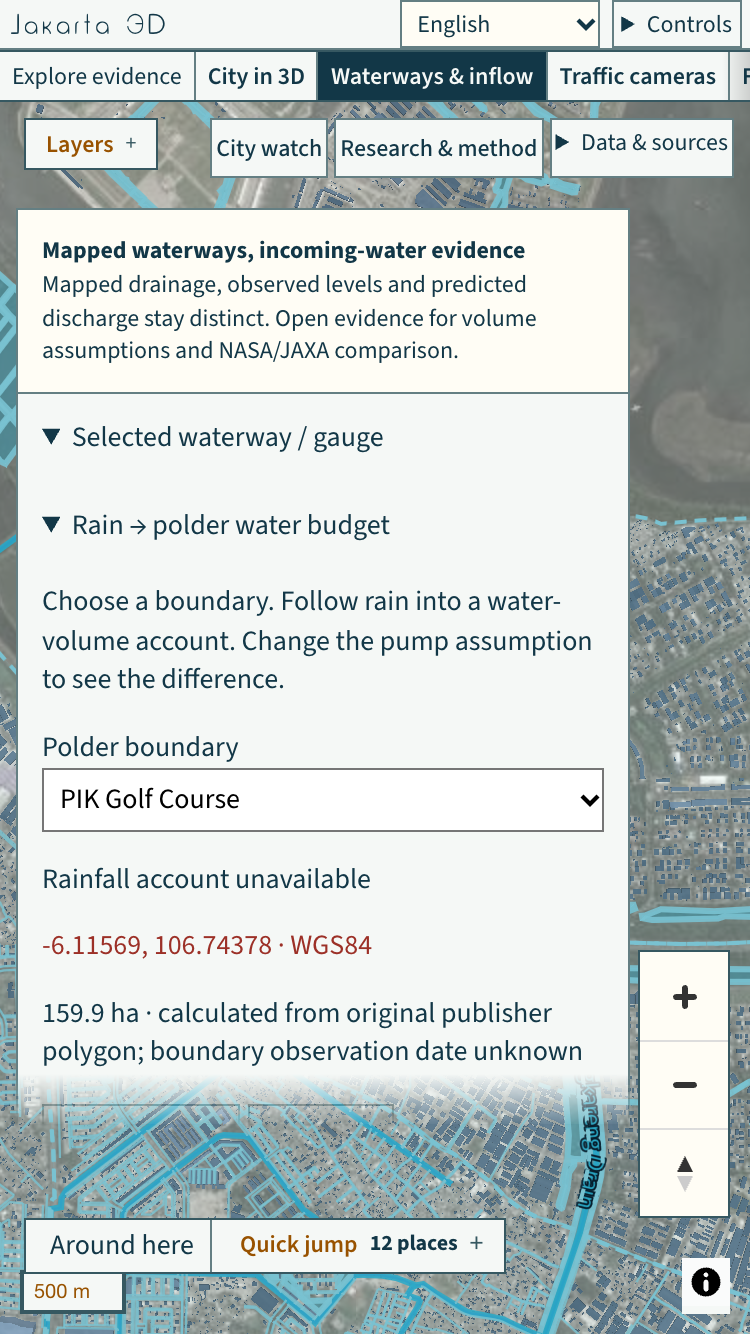 Jakarta 3D
English
Controls
Explore evidence
City in 3D
Waterways & inflow
Traffic cameras
Layers +
City watch
Research & method
Data & sources
Mapped waterways, incoming-water evidence
Mapped drainage, observed levels and predicted
discharge stay distinct. Open evidence for volume
assumptions and NASA/JAXA comparison.
Selected waterway / gauge
Rain → polder water budget
Choose a boundary. Follow rain into a water-
volume account. Change the pump assumption
to see the difference.
Polder boundary
PIK Golf Course
Rainfall account unavailable
-6.11569, 106.74378 · WGS84
159.9 ha · calculated from original publisher
polygon; boundary observation date unknown
Drain
Around here
Quick jump 12 places +
500 m